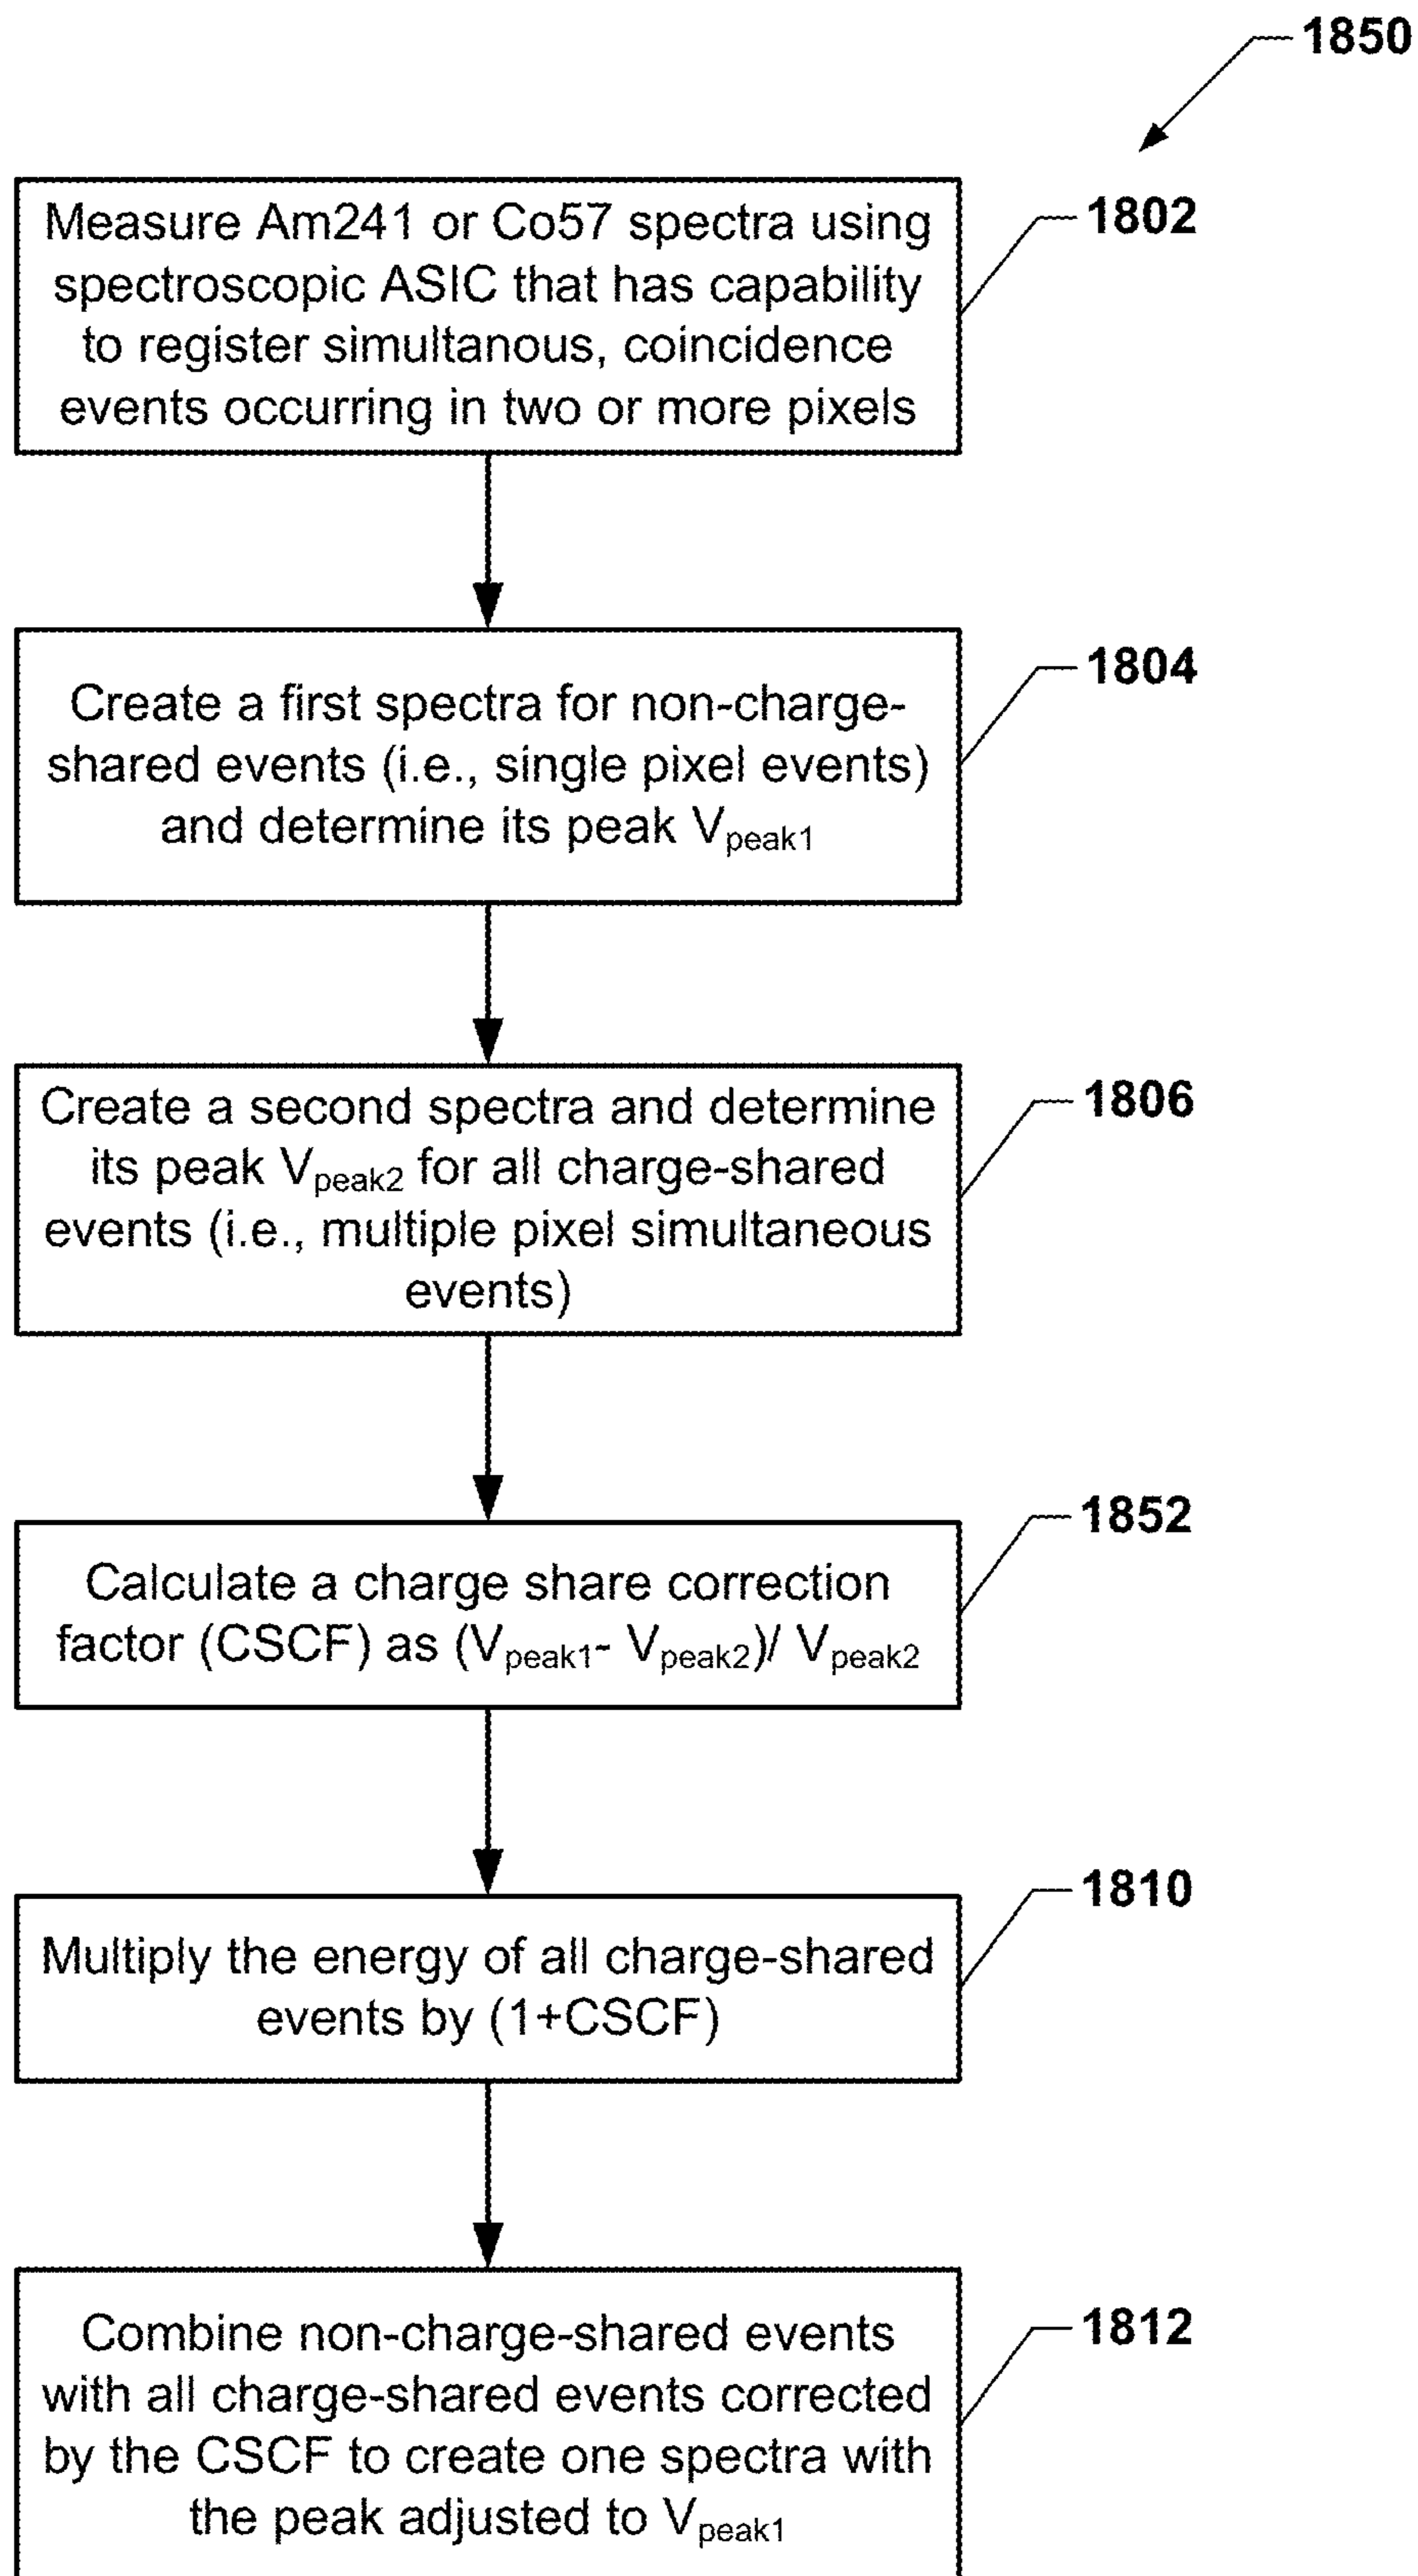 1850
Measure Am241 or Co57 spectra using
spectroscopic ASIC that has capability
to register simultanous, coincidence
events occurring in two or more pixels
1802
Create a first spectra for non-charge-
shared events (i.e., single pixel events)
and determine its peak Vpeak1
1804
Create a second spectra and determine
its peak Vpeak2 for all charge-shared
events (i.e., multiple pixel simultaneous
events)
1806
Calculate a charge share correction
factor (CSCF) as (Vpeak1- Vpeak2)/ Vpeak2
1852
Multiply the energy of all charge-shared
events by (1+CSCF)
1810
Combine non-charge-shared events
with all charge-shared events corrected
by the CSCF to create one spectra with
the peak adjusted to Vpeak1
1812